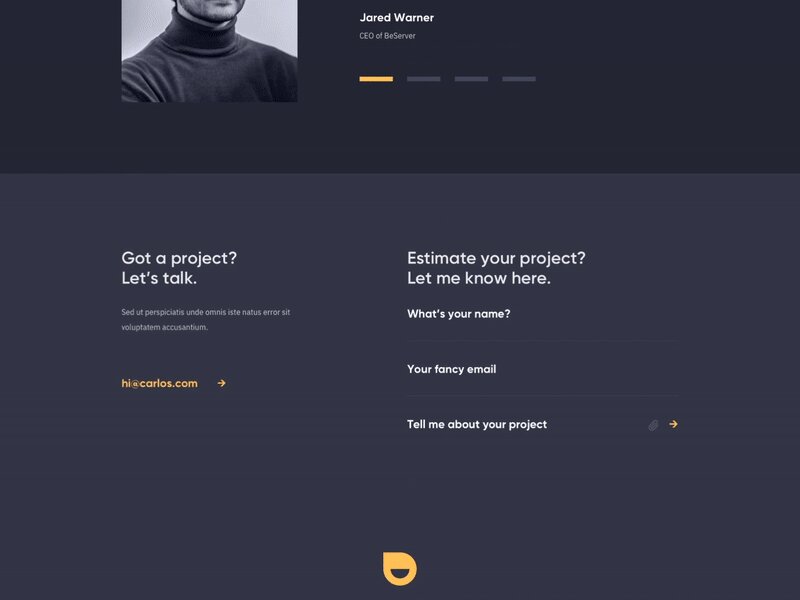 Jared Warner
CEO of BeServer
Got a project?
Let's talk.
Sed ut perspiciatis unde omnis iste natus error sit
voluptatem accusantium.
hi@carlos.com
Estimate your project?
Let me know here.
What's your name?
Your fancy email
Tell me about your project